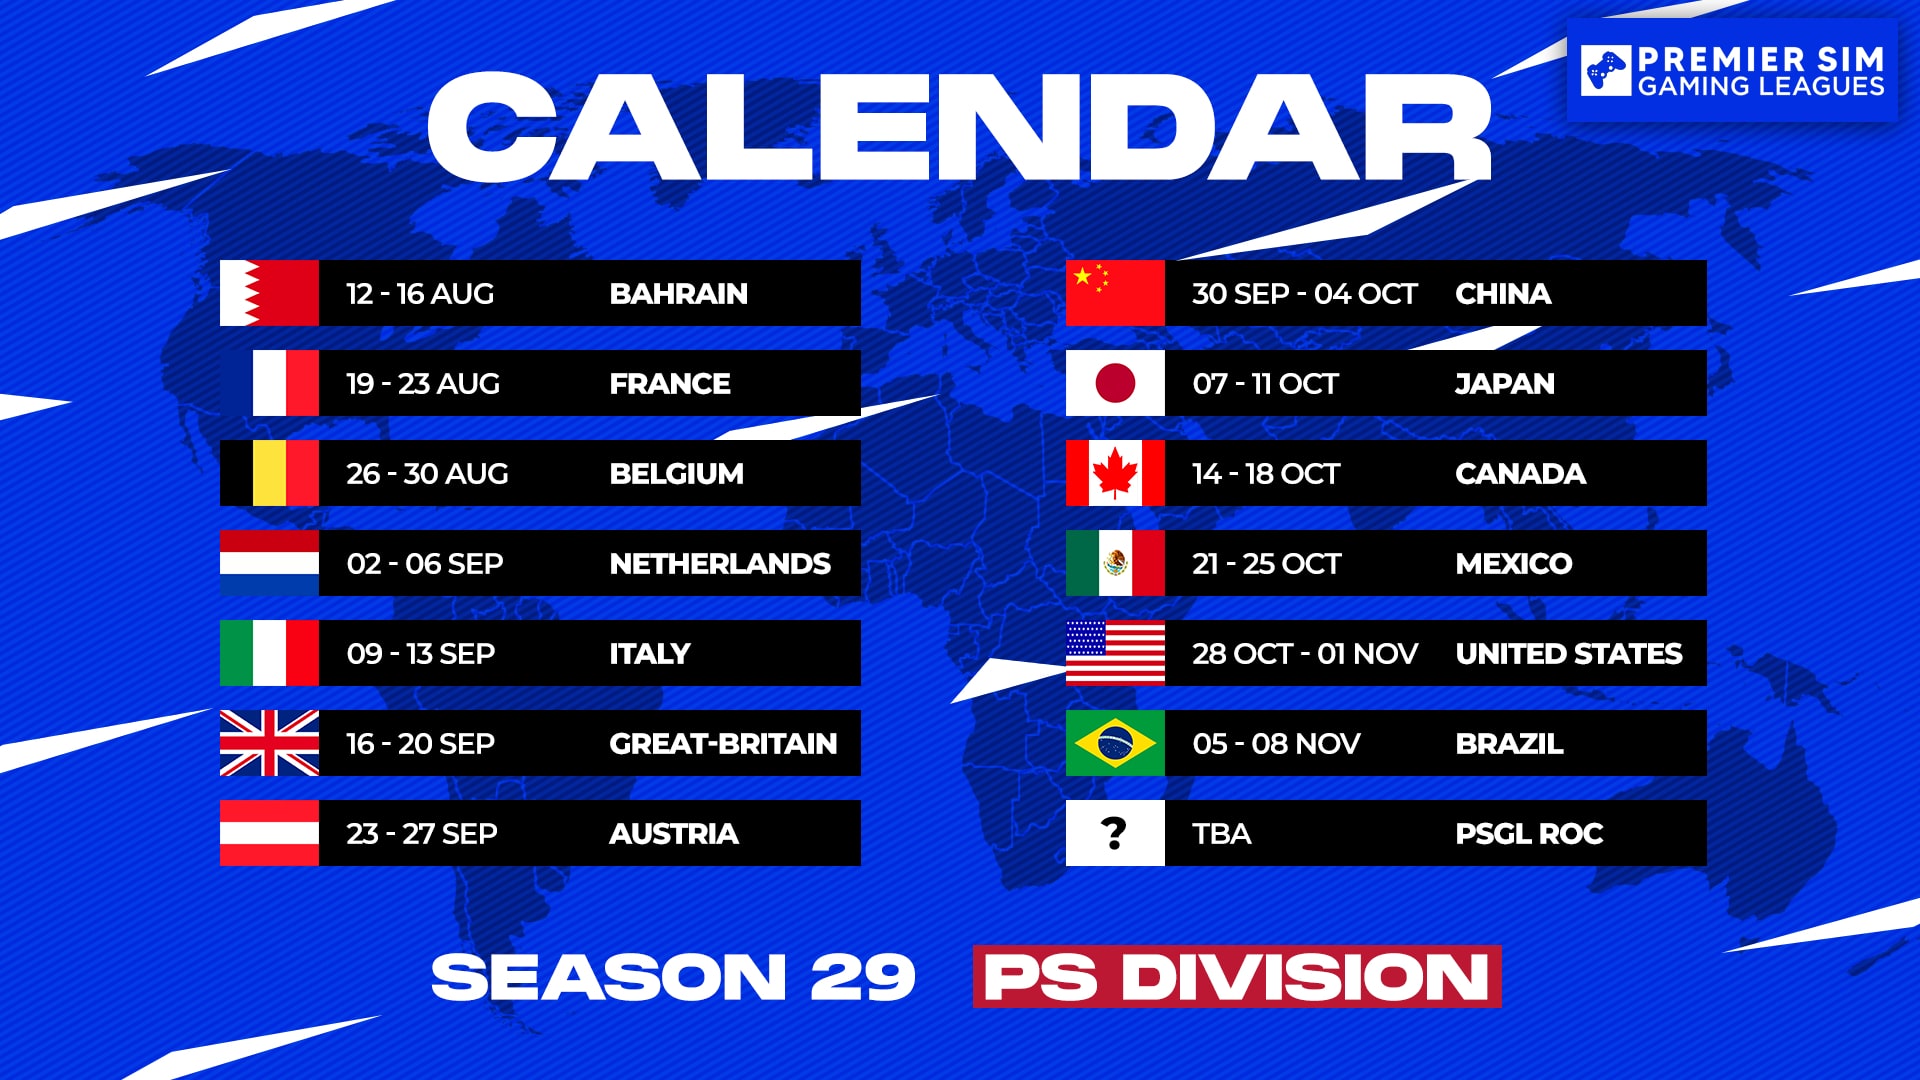 CALENDAR
PREMIER SIM
GAMING LEAGUES
12 - 16 AUG BAHRAIN
19 - 23 AUG FRANCE
26 - 30 AUG BELGIUM
02 - 06 SEP NETHERLANDS
09 - 13 SEP ITALY
16 - 20 SEP GREAT-BRITAIN
23 - 27 SEP AUSTRIA
30 SEP - 04 OCT CHINA
07 - 11 OCT JAPAN
14 - 18 OCT CANADA
21 - 25 OCT MEXICO
28 OCT - 01 NOV UNITED STATES
05 - 08 NOV BRAZIL
? TBA PSGL ROC
SEASON 29 PS DIVISION